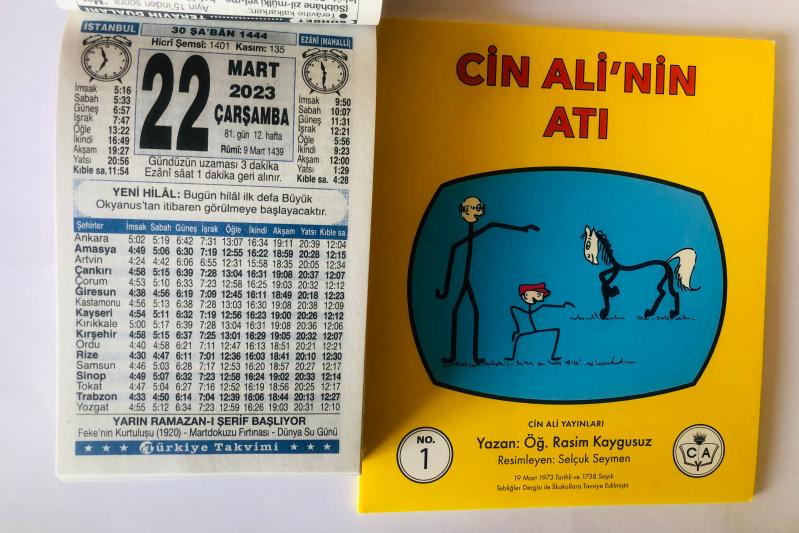 SOHBET
Terâvihe kalkarken;
(Sübhâne zil-mülki vel-me
Ayın 15'inden sonra
İSTANBUL
30 ŞA'BÂN 1444
Hicrî Şemsî: 1401 Kasım: 135
EZÂNÎ (MAHALLÎ)
22
MART
2023
ÇARŞAMBA
81. gün 12. hafta
Rûmî: 9 Mart 1439
İmsak 5:16
Sabah 5:33
Güneş 6:57
İşrak 7:47
Öğle 13:22
İkindi 16:49
Akşam 19:27
Yatsı 20:56
Kıble sa. 11:54
İmsak 9:50
Sabah 10:07
Güneş 11:31
İşrak 12:21
Öğle 5:56
İkindi 9:23
Akşam 12:00
Yatsı 1:29
Kıble sa. 4:28
Gündüzün uzaması 3 dakika
Ezânî sâat 1 dakika geri alınır.
YENİ HİLÂL: Bugün hilâl ilk defa Büyük
Okyanus'tan itibaren görülmeye başlayacaktır.
Şehirler İmsak Sabah Güneş İşrak Öğle İkindi Akşam Yatsı Kıble sa
Ankara 5:02 5:19 6:42 7:31 13:07 16:34 19:11 20:39 12:04
Amasya 4:49 5:06 6:30 7:19 12:55 16:22 18:59 20:28 12:15
Artvin 4:24 4:42 6:06 6:55 12:31 15:58 18:35 20:05 12:34
Çankırı 4:58 5:15 6:39 7:28 13:04 16:31 19:08 20:37 12:07
Çorum 4:53 5:10 6:33 7:23 12:58 16:25 19:03 20:32 12:12
Giresun 4:38 4:56 6:19 7:09 12:45 16:11 18:49 20:18 12:23
Kastamonu 4:56 5:13 6:38 7:28 13:03 16:30 19:08 20:38 12:09
Kayseri 4:54 5:11 6:32 7:19 12:56 16:23 19:00 20:26 12:12
Kırıkkale 5:00 5:17 6:39 7:28 13:04 16:31 19:08 20:36 12:06
Kırşehir 4:58 5:15 6:37 7:25 13:01 16:29 19:05 20:32 12:07
Ordu 4:40 4:58 6:21 7:11 12:47 16:13 18:51 20:21 12:21
Rize 4:30 4:47 6:11 7:01 12:36 16:03 18:41 20:10 12:30
Samsun 4:46 5:03 6:28 7:17 12:53 16:20 18:57 20:27 12:17
Sinop 4:49 5:07 6:32 7:23 12:58 16:24 19:02 20:33 12:14
Tokat 4:47 5:04 6:27 7:16 12:52 16:19 18:56 20:25 12:17
Trabzon 4:33 4:50 6:14 7:04 12:39 16:06 18:44 20:13 12:27
Yozgat 4:55 5:12 6:34 7:23 12:59 16:26 19:03 20:31 12:10
YARIN RAMAZAN-I ŞERİF BAŞLIYOR
Feke'nin Kurtuluşu (1920) - Martdokuzu Fırtınası - Dünya Su Günü
Türkiye Takvimi
CİN ALİ'NİN
ATI
CİN ALİ YAYINLARI
NO.
1
Yazan: Öğ. Rasim Kaygusuz
Resimleyen: Selçuk Seymen
CA
19 Mart 1973 Tarihli ve 1738 Sayılı
Tebliğler Dergisi ile İlkokullara Tavsiye Edilmiştir